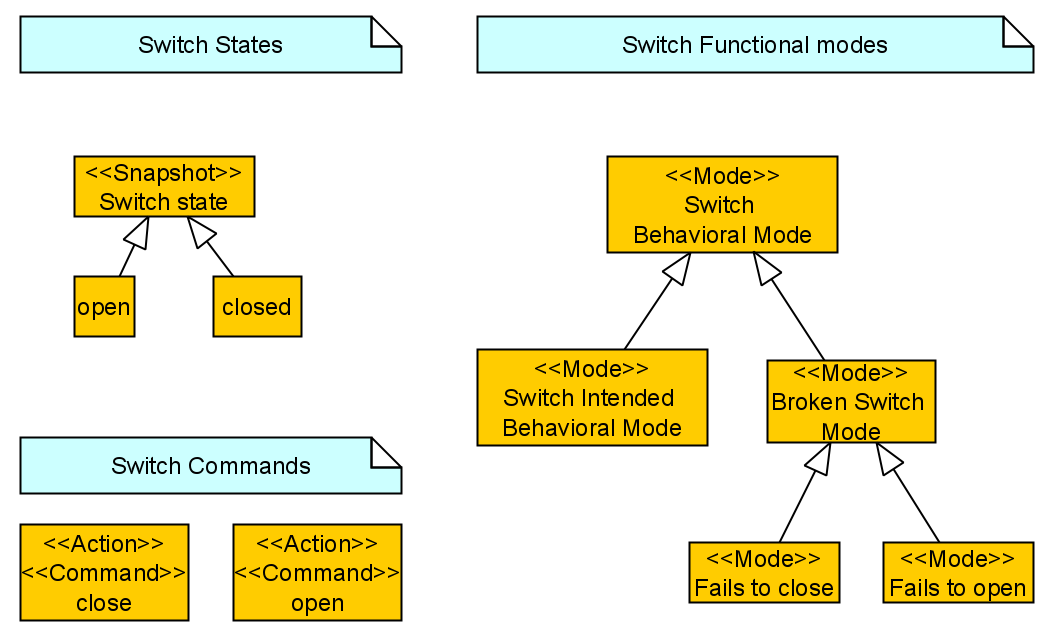 Switch States
Switch Functional modes
<<Snapshot>>
Switch state
open
closed
<<Mode>>
Switch
Behavioral Mode
<<Mode>>
Switch Intended
Behavioral Mode
<<Mode>>
Broken Switch
Mode
<<Mode>>
Fails to close
<<Mode>>
Fails to open
Switch Commands
<<Action>>
<<Command>>
close
<<Action>>
<<Command>>
open